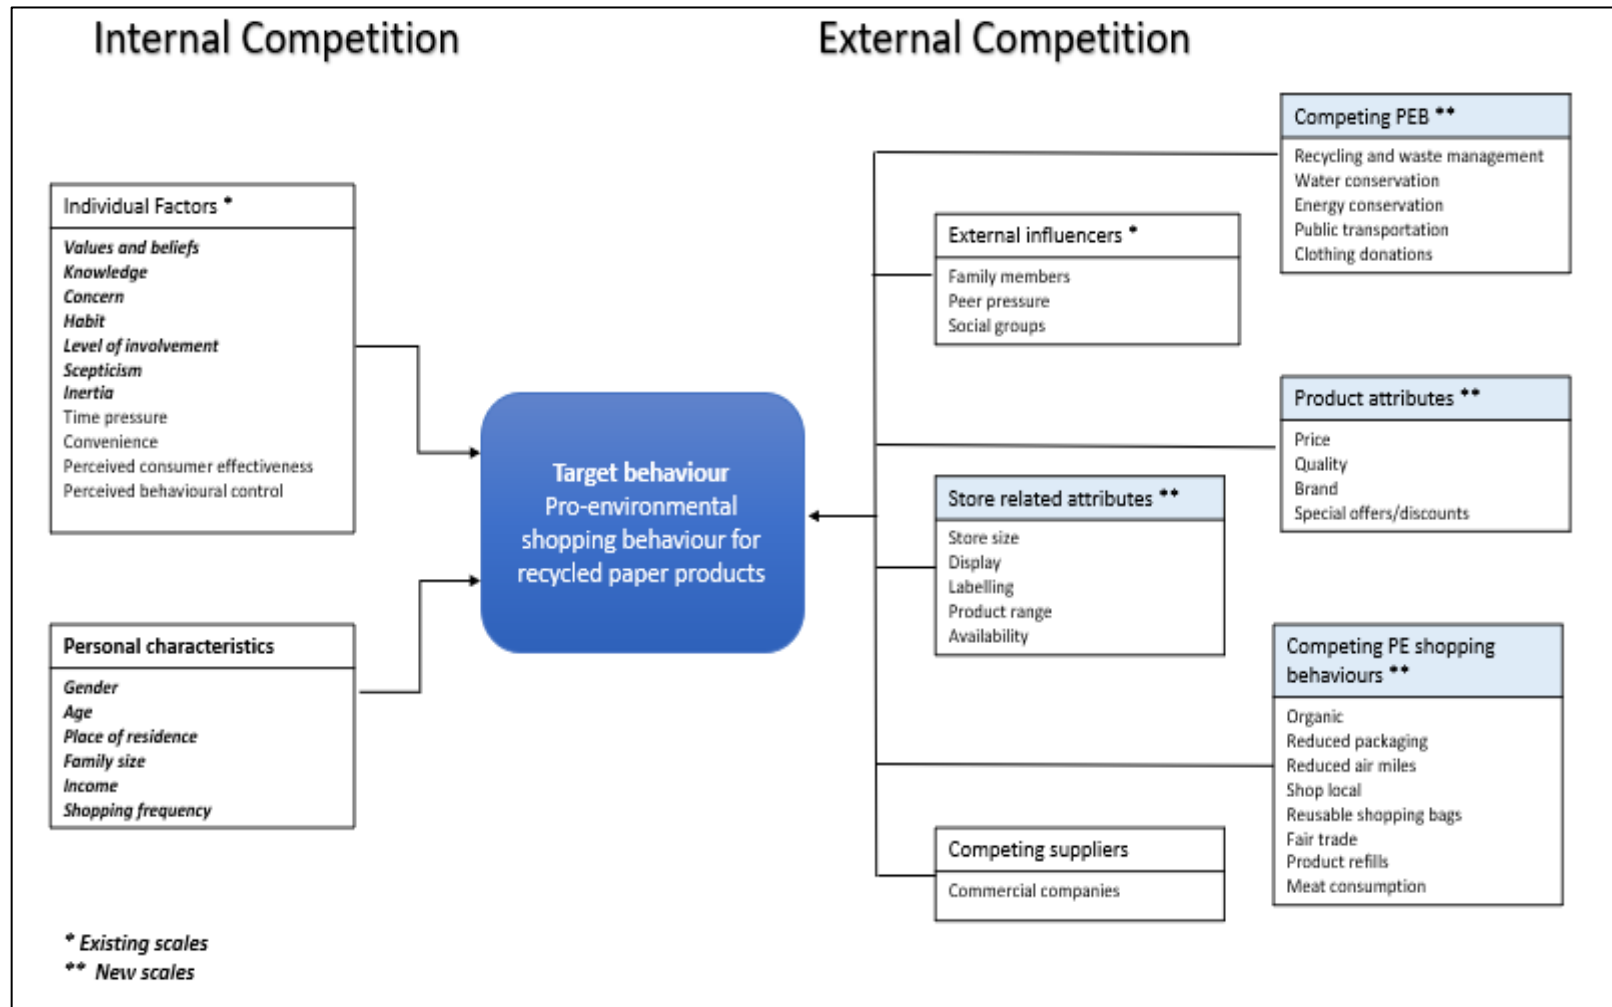 Internal Competition
External Competition
Individual Factors *
Values and beliefs
Knowledge
Concern
Habit
Level of involvement
Scepticism
Inertia
Time pressure
Convenience
Perceived consumer effectiveness
Perceived behavioural control
Personal characteristics
Gender
Age
Place of residence
Family size
Income
Shopping frequency
* Existing scales
** New scales
Target behaviour
Pro-environmental
shopping behaviour for
recycled paper products
External influencers *
Family members
Peer pressure
Social groups
Store related attributes **
Store size
Display
Labelling
Product range
Availability
Competing suppliers
Commercial companies
Competing PEB **
Recycling and waste management
Water conservation
Energy conservation
Public transportation
Clothing donations
Product attributes **
Price
Quality
Brand
Special offers/discounts
Competing PE shopping
behaviours **
Organic
Reduced packaging
Reduced air miles
Shop local
Reusable shopping bags
Fair trade
Product refills
Meat consumption